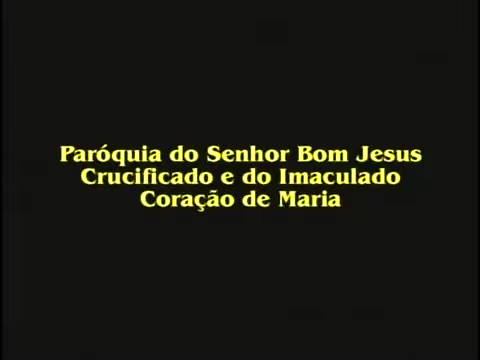 Paróquia do Senhor Bom Jesus
Crucificado e do Imaculado
Coração de Maria